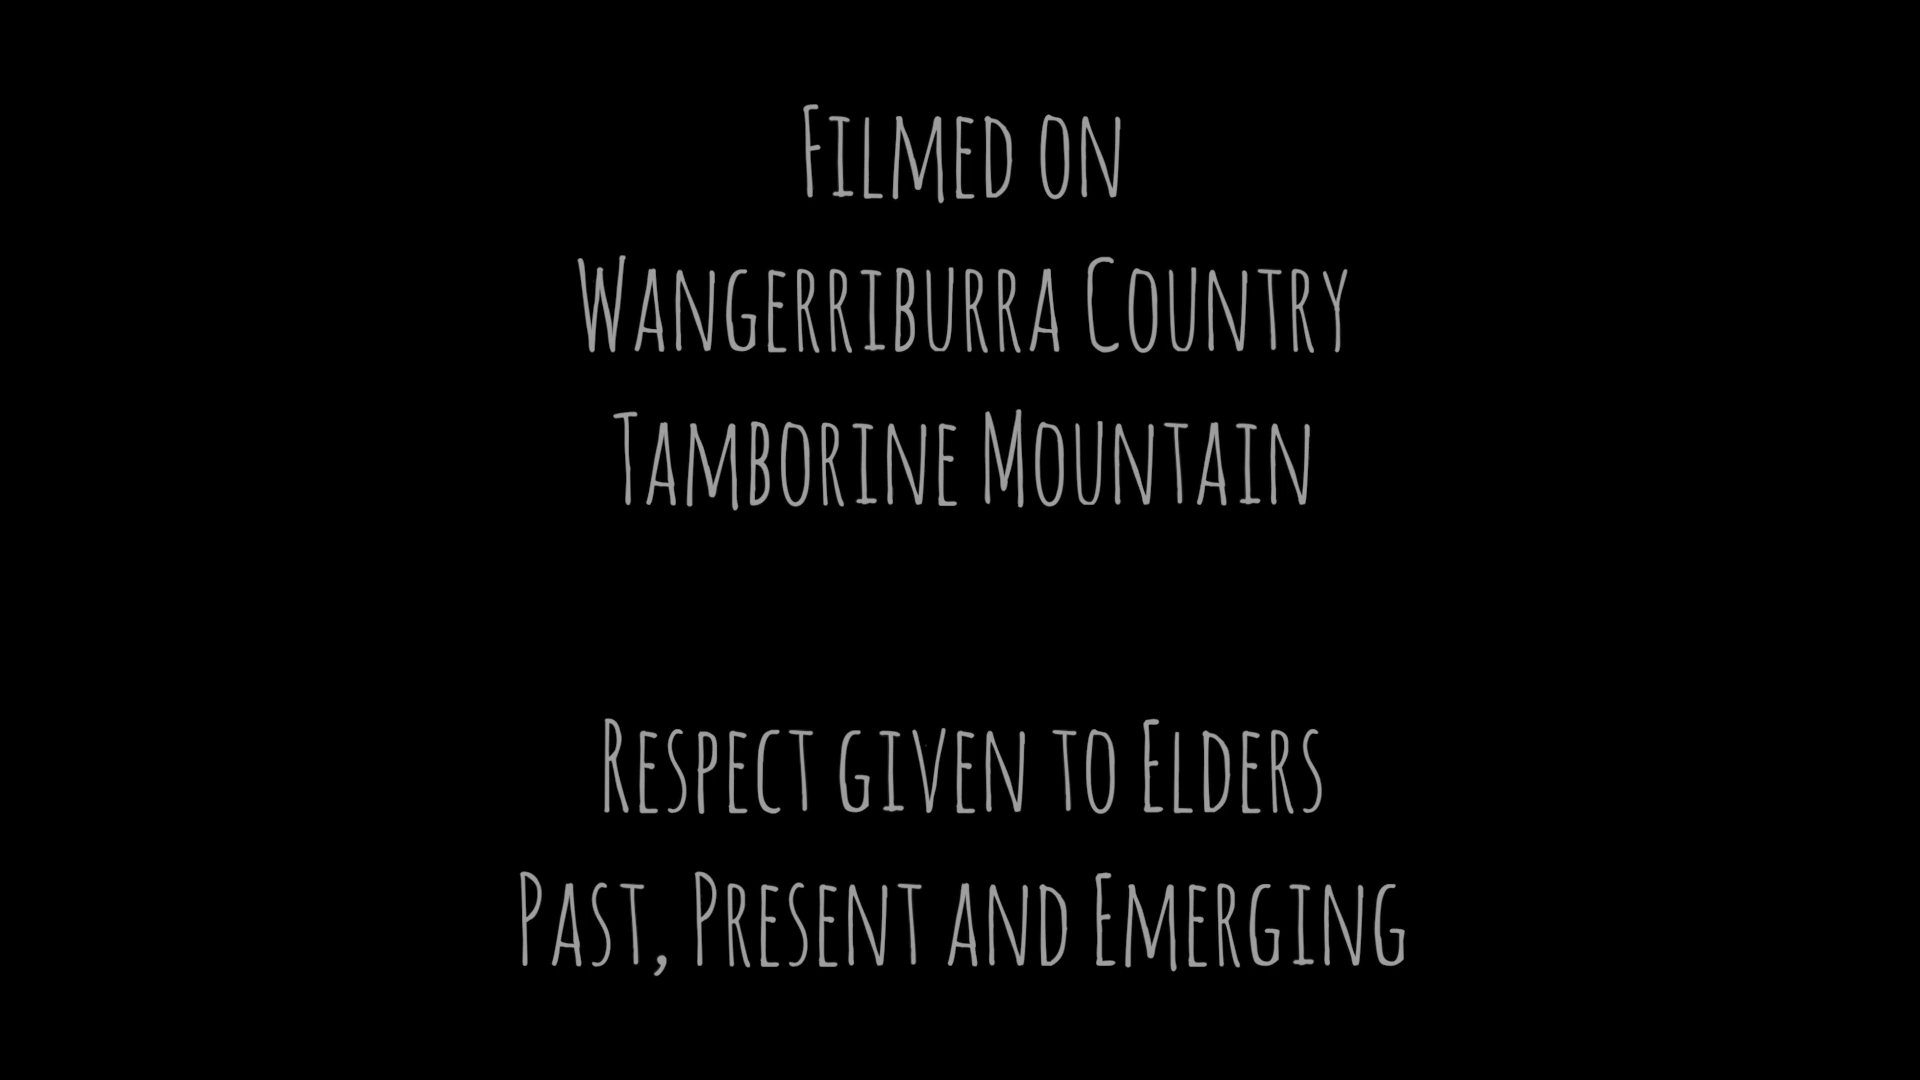 Filmed on
Wangerriburra Country
Tamborine Mountain
Respect given to Elders
Past, Present and Emerging